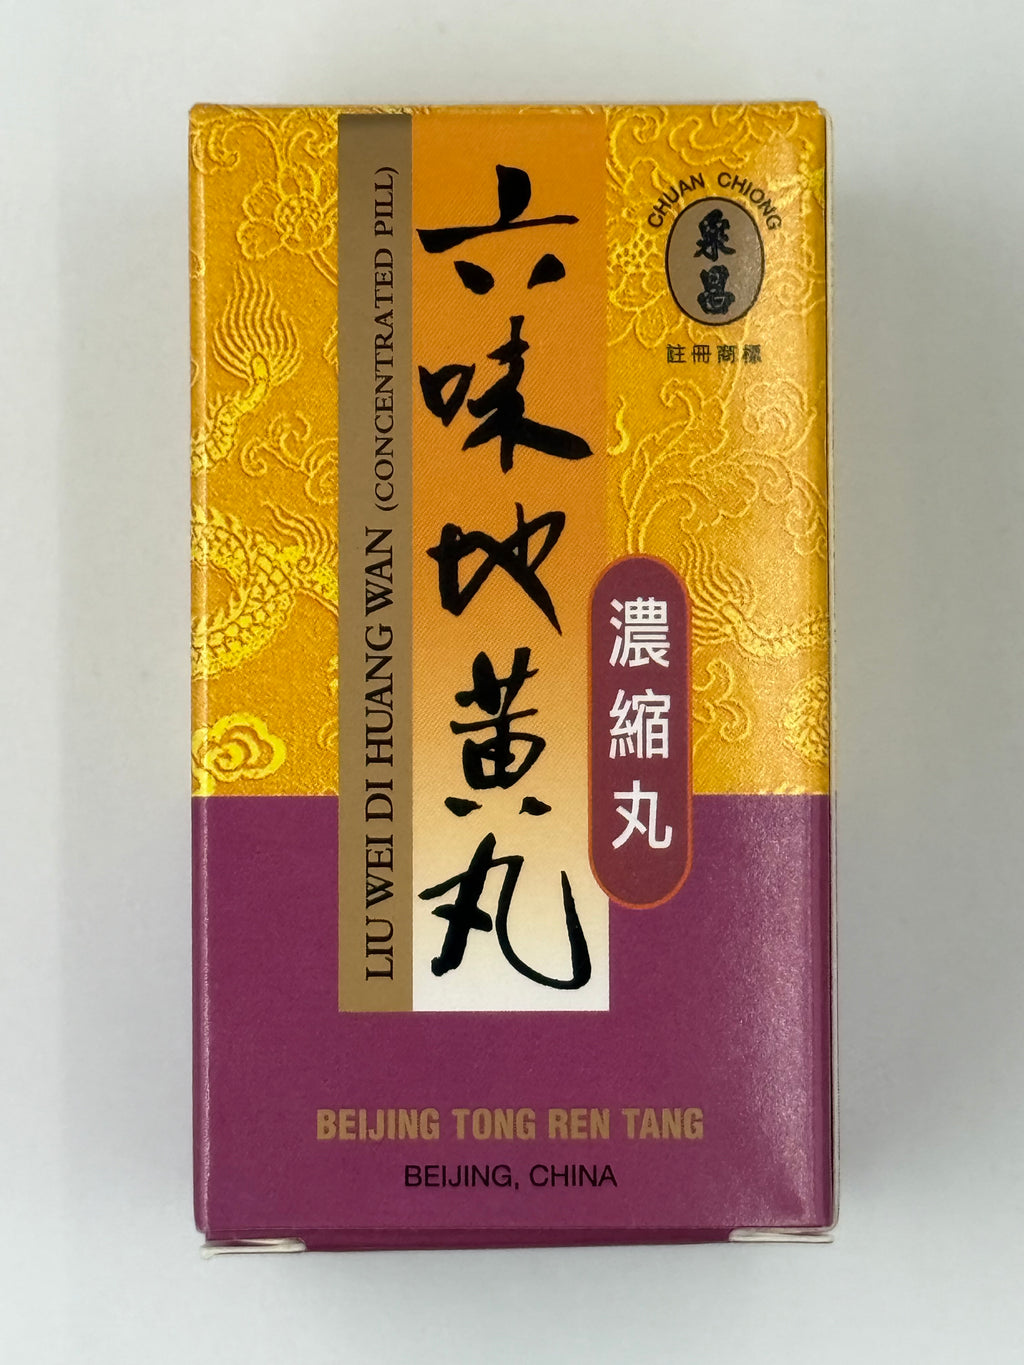 CHUAN CHIONG
泉昌
註冊商標
六味地黃丸
LIU WEI DI HUANG WAN (CONCENTRATED PILL)
濃縮丸
BEIJING TONG REN TANG
BEIJING, CHINA